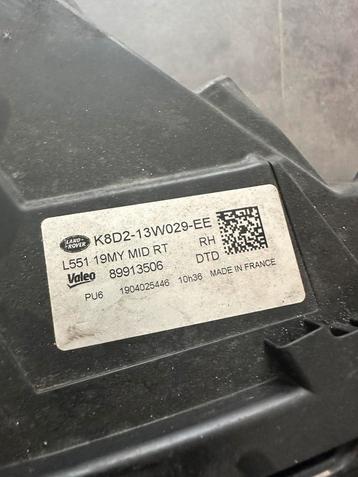 LAND-
ROVER
K8D2-13W029-EE
L551 19MY MID RT RH
Valeo 89913506 DTD
PU6 1904025446 10h36 MADE IN FRANCE